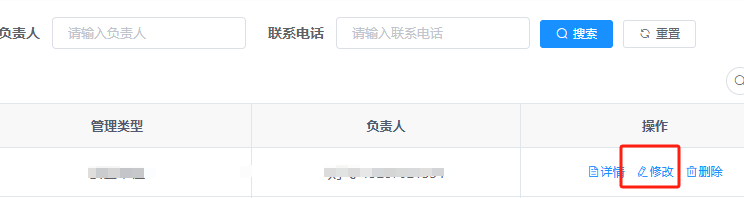 负责人 请输入负责人 联系电话 请输入联系电话 搜索 重置
管理类型 负责人 操作
详情 修改 删除